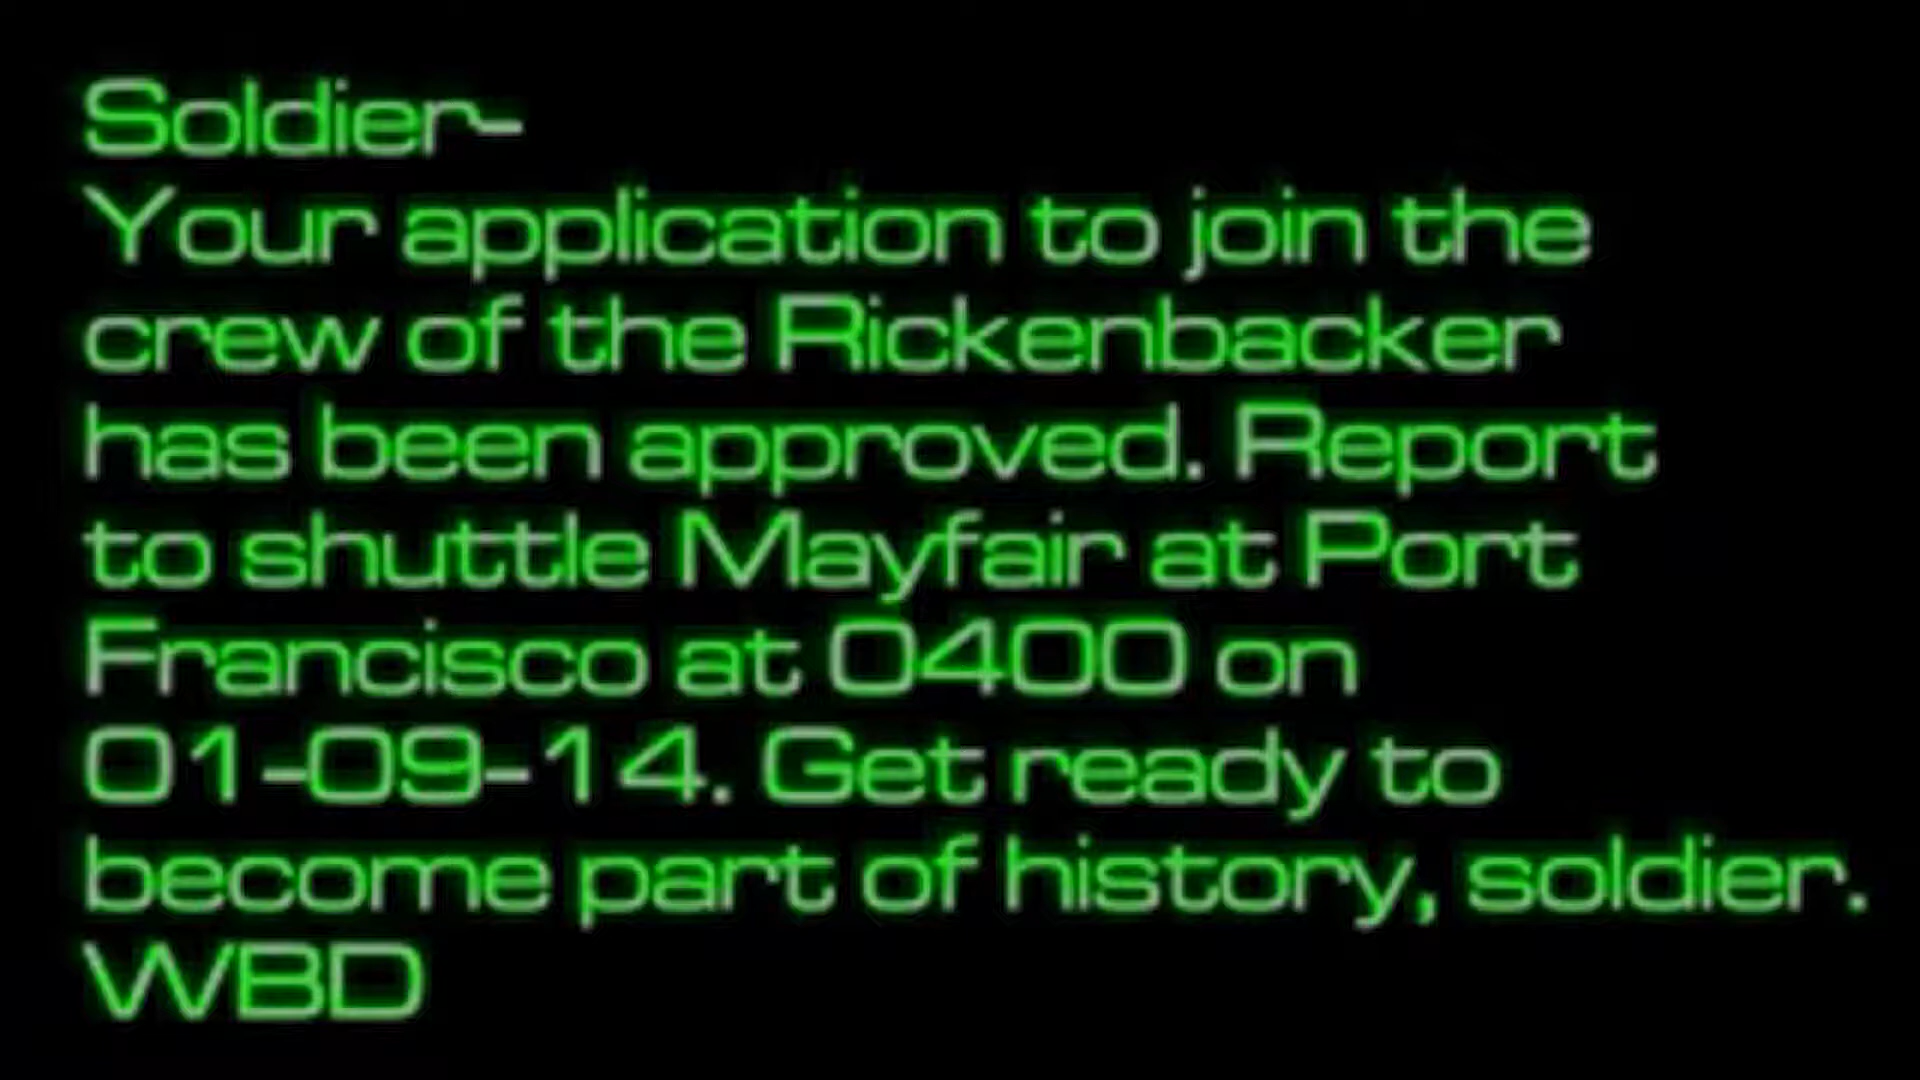 Soldier-
Your application to join the
crew of the Rickenbacker
has been approved. Report
to shuttle Mayfair at Port
Francisco at 0400 on
01-09-14. Get ready to
become part of history, soldier.
WBD